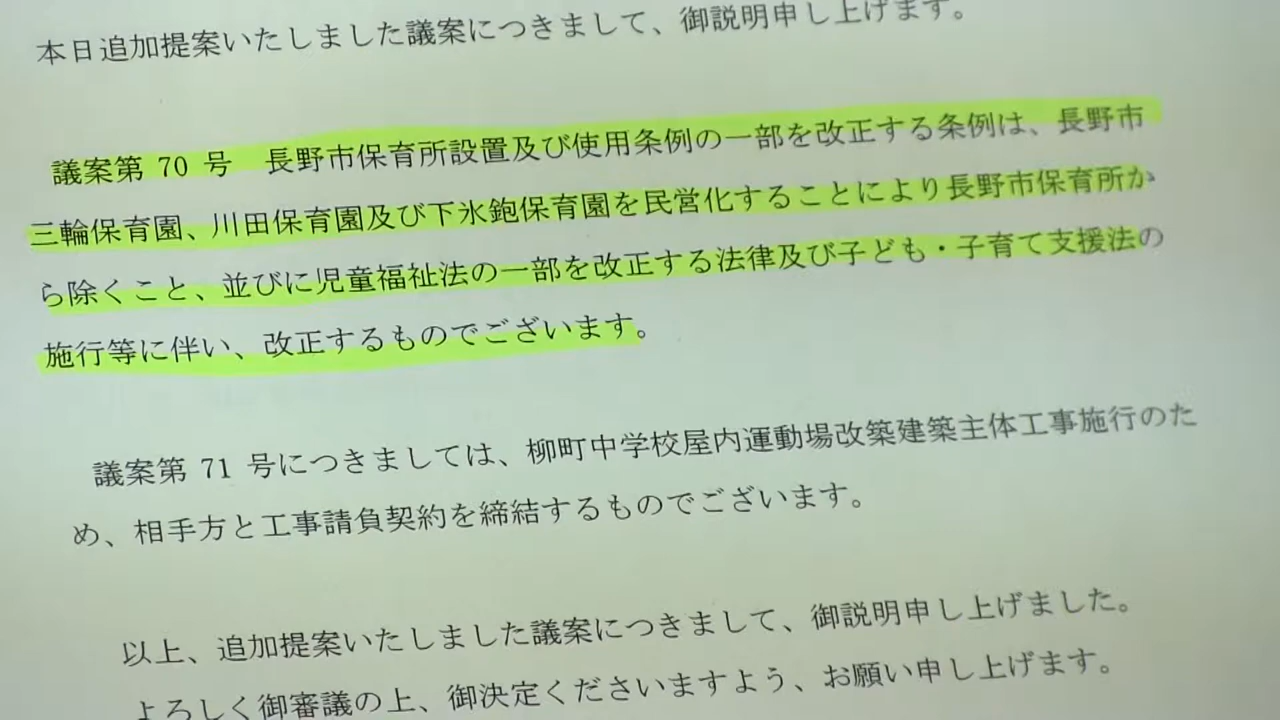 本日追加提案いたしました議案につきまして、御説明申し上げます。
議案第 70 号　長野市保育所設置及び使用条例の一部を改正する条例は、長野市
三輪保育園、川田保育園及び下氷鉋保育園を民営化することにより長野市保育所か
ら除くこと、並びに児童福祉法の一部を改正する法律及び子ども・子育て支援法の
施行等に伴い、改正するものでございます。
議案第 71 号につきましては、柳町中学校屋内運動場改築建築主体工事施行のた
め、相手方と工事請負契約を締結するものでございます。
以上、追加提案いたしました議案につきまして、御説明申し上げました。
よろしく御審議の上、御決定くださいますよう、お願い申し上げます。